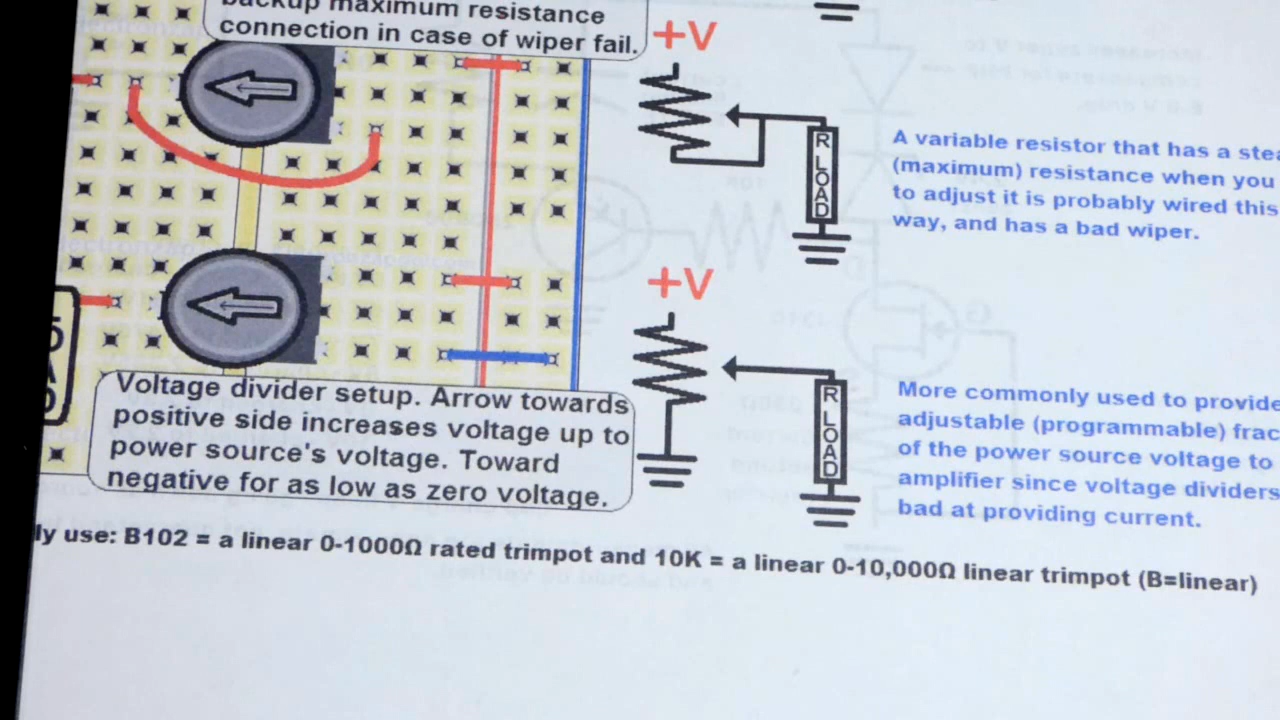 backup maximum resistance
connection in case of wiper fail.
+V
R LOAD
A variable resistor that has a
(maximum) resistance when you
to adjust it is probably wired this
way, and has a bad wiper.
+V
R LOAD
Voltage divider setup. Arrow towards
positive side increases voltage up to
power source's voltage. Toward
negative for as low as zero voltage.
More commonly used to provide
adjustable (programmable)
of the power source voltage to
amplifier since voltage dividers
bad at providing current.
use: B102 = a linear 0-1000Ω rated trimpot and 10K = a linear 0-10,000Ω linear trimpot (B=linear)